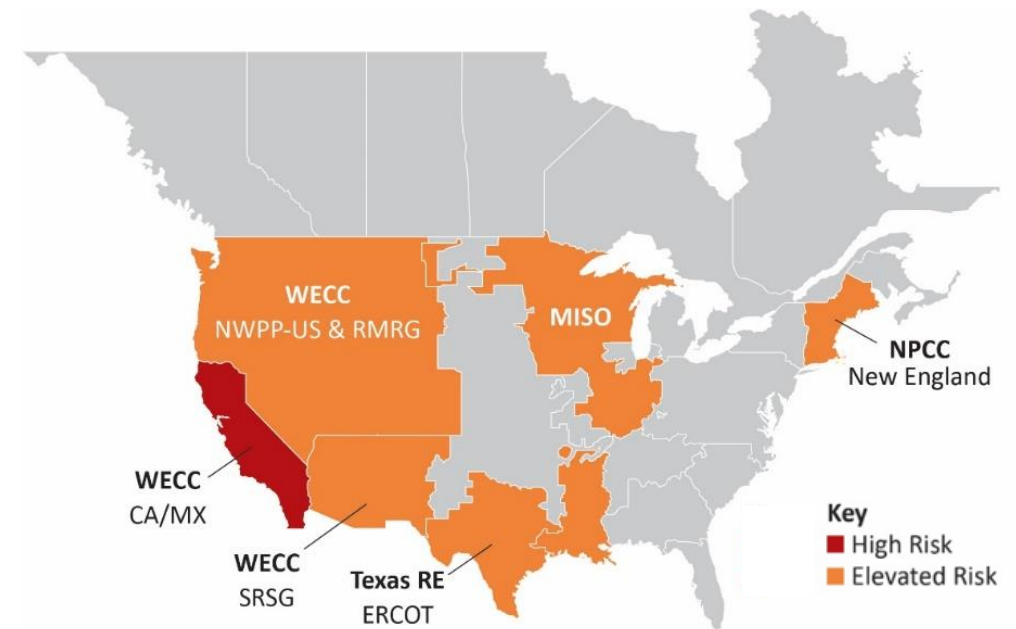 WECC
NWPP-US & RMRG
MISO
NPCC
New England
WECC
CA/MX
WECC
SRSG
Texas RE
ERCOT
Key
High Risk
Elevated Risk